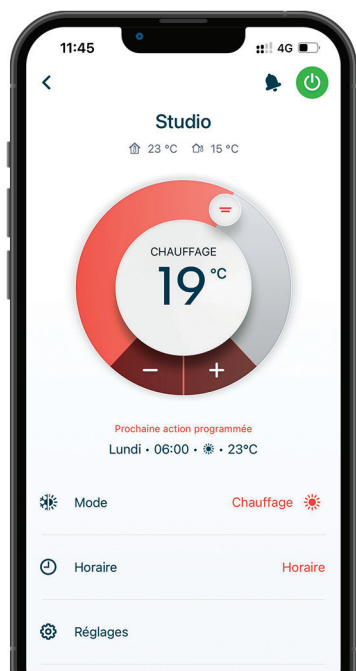 11:45
4G
Studio
23 °C 15 °C
CHAUFFAGE
19 °C
− +
Prochaine action programmée
Lundi • 06:00 • ☀ • 23°C
Mode Chauffage
Horaire Horaire
Réglages